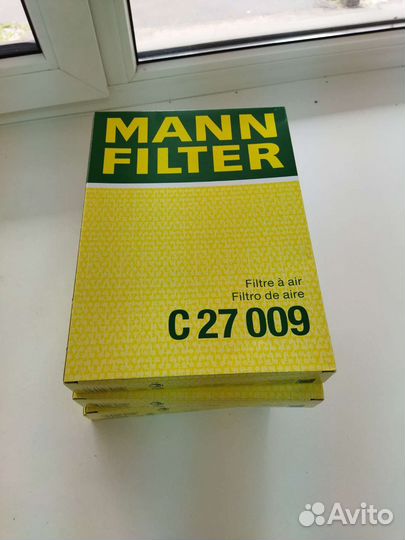 MANN
FILTER
Filtre à air
Filtro de aire
C 27 009
Avito